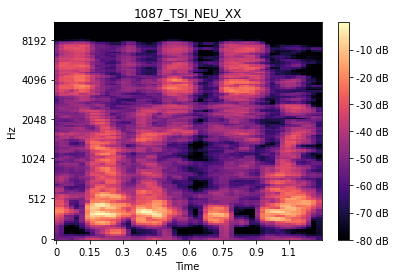 1087_TSI_NEU_XX
8192
4096
2048
1024
512
0
Hz
0 0.15 0.3 0.45 0.6 0.75 0.9 1.1
Time
-10 dB
-20 dB
-30 dB
-40 dB
-50 dB
-60 dB
-70 dB
-80 dB